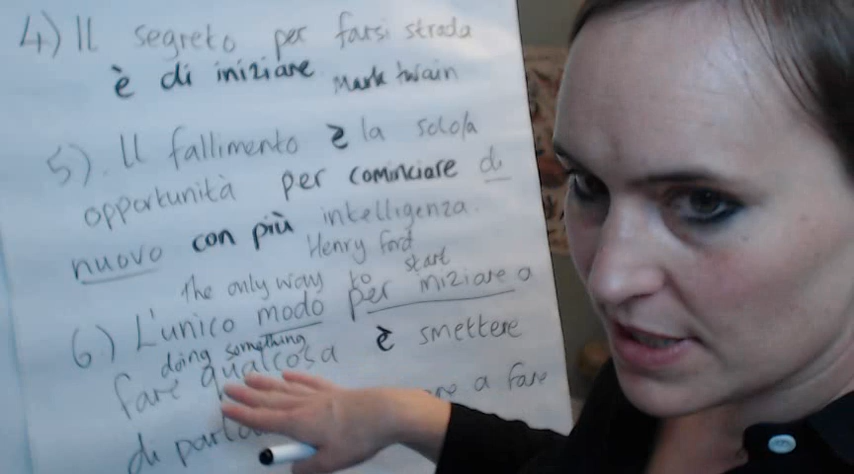 4) Il segreto per farsi strada
è di iniziare Mark Twain
5). Il fallimento è la solo/a
opportunità per cominciare di
nuovo con più intelligenza.
Henry Ford
The only way to start
6.) L'unico modo per iniziare a
doing something
fare qualcosa è smettere
di a fare